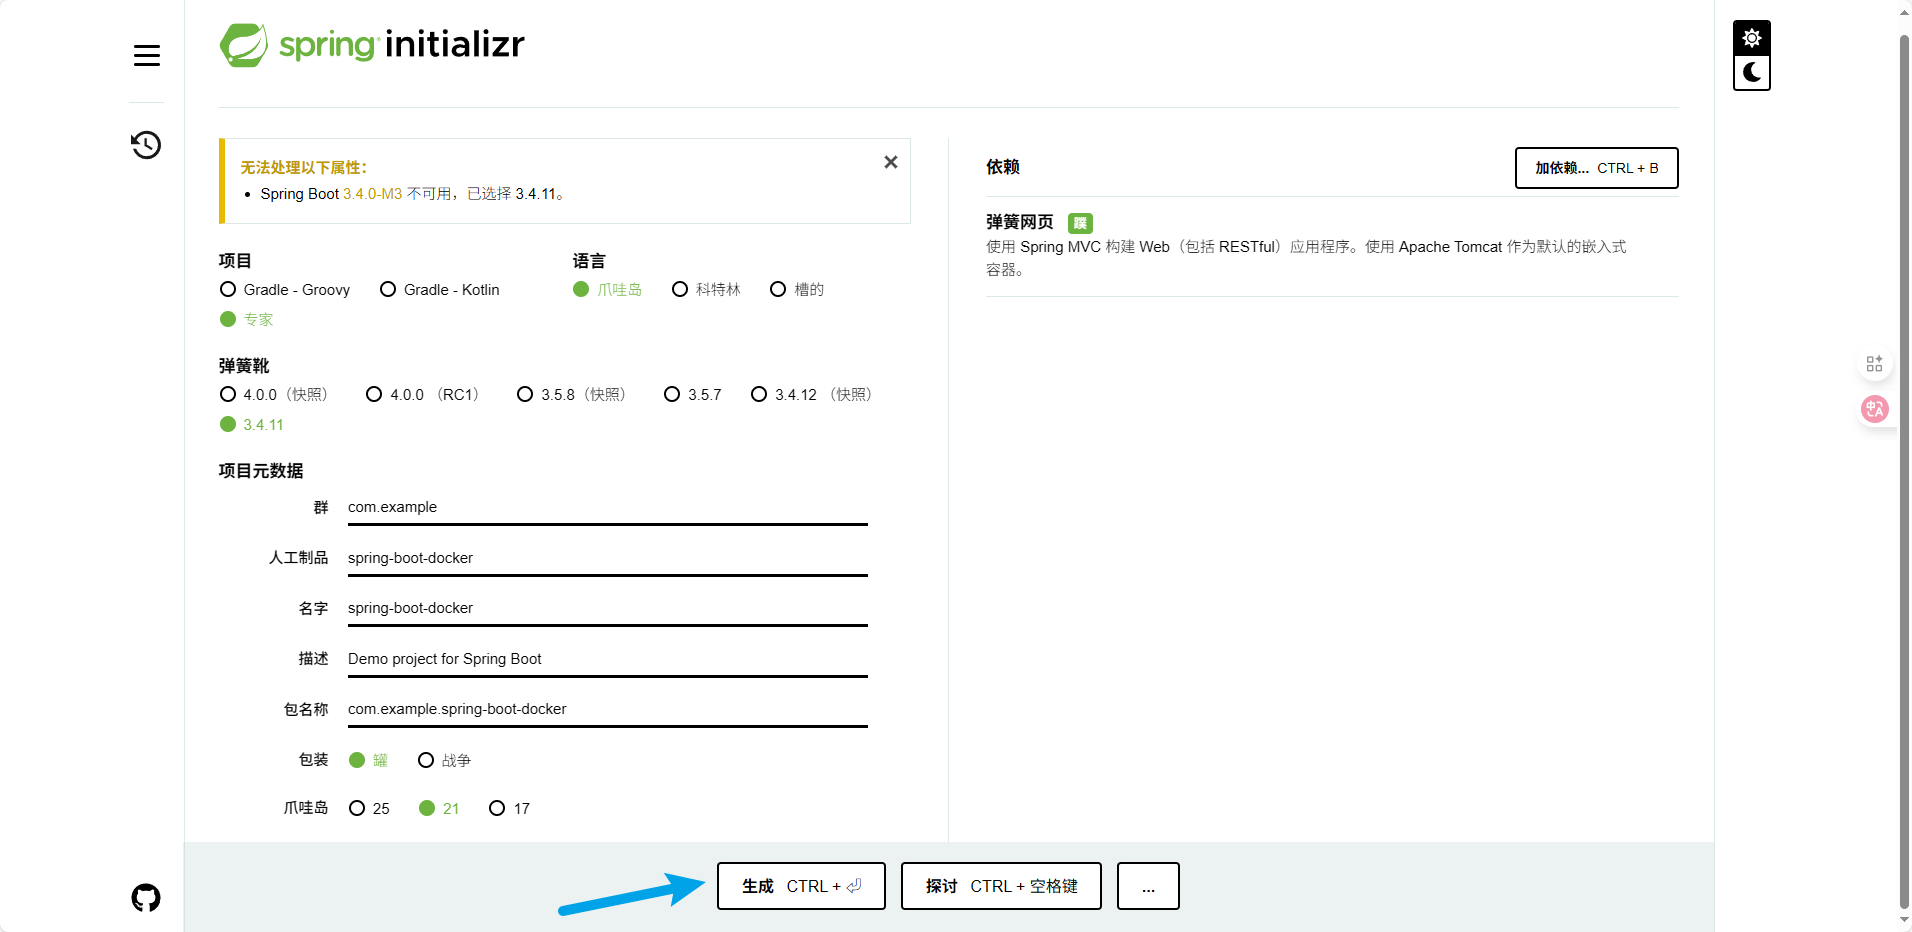 spring initializr
无法处理以下属性：
Spring Boot 3.4.0-M3 不可用，已选择 3.4.11。
项目
Gradle - Groovy Gradle - Kotlin
专家
语言
爪哇岛 科特林 槽的
弹簧靴
4.0.0（快照） 4.0.0 （RC1） 3.5.8（快照） 3.5.7 3.4.12 （快照）
3.4.11
项目元数据
群 com.example
人工制品 spring-boot-docker
名字 spring-boot-docker
描述 Demo project for Spring Boot
包名称 com.example.spring-boot-docker
包装 罐 战争
爪哇岛 25 21 17
依赖
加依赖... CTRL + B
弹簧网页 蹼
使用 Spring MVC 构建 Web（包括 RESTful）应用程序。使用 Apache Tomcat 作为默认的嵌入式
容器。
生成 CTRL + ⏎ 探讨 CTRL + 空格键 ...